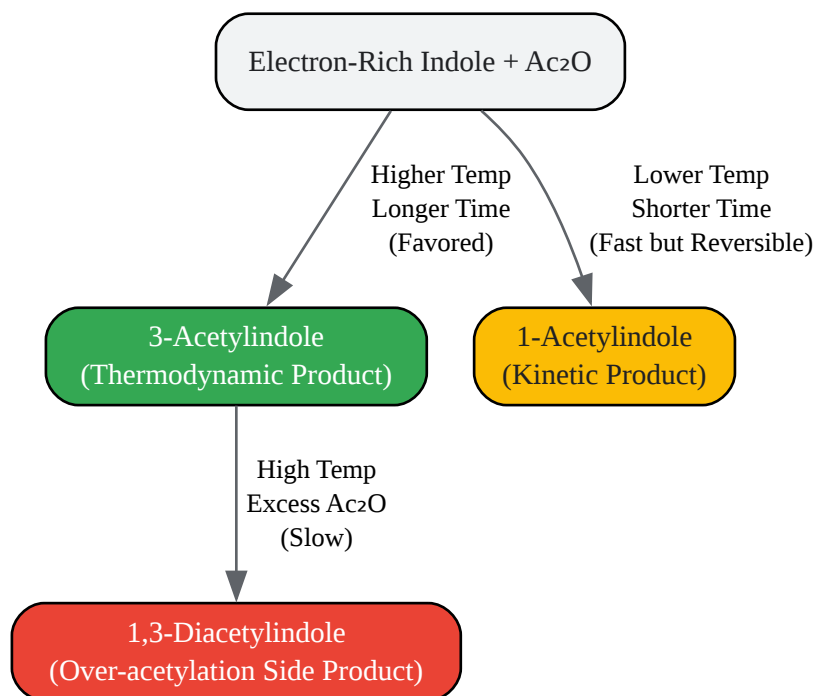 Electron-Rich Indole + Ac₂O
Higher Temp
Longer Time
(Favored)
Lower Temp
Shorter Time
(Fast but Reversible)
3-Acetylindole
(Thermodynamic Product)
1-Acetylindole
(Kinetic Product)
High Temp
Excess Ac₂O
(Slow)
1,3-Diacetylindole
(Over-acetylation Side Product)